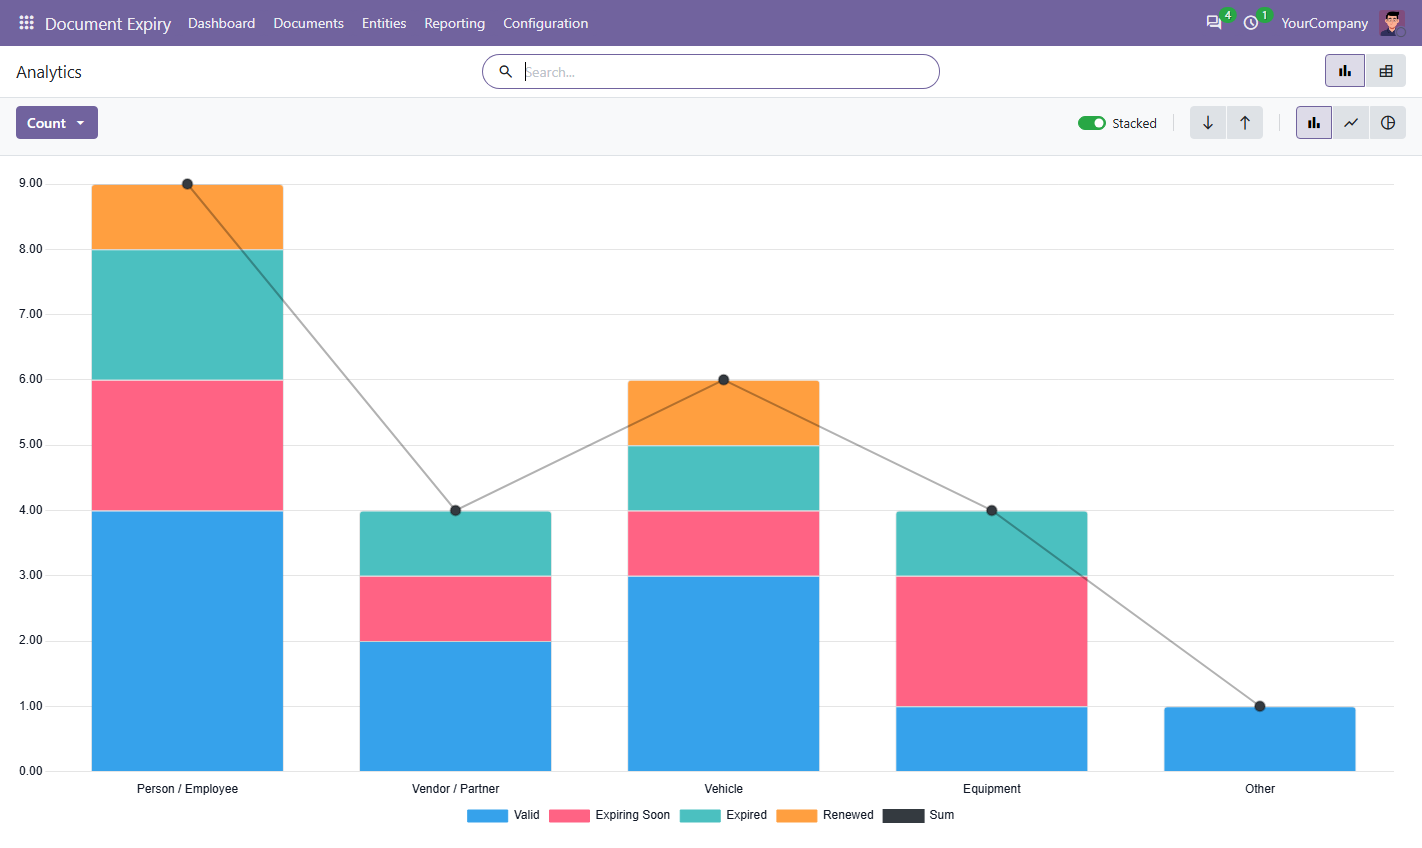 Document Expiry Dashboard Documents Entities Reporting Configuration 4 1 YourCompany
Analytics Search...
Count Stacked
9.00
8.00
7.00
6.00
5.00
4.00
3.00
2.00
1.00
0.00
Person / Employee Vendor / Partner Vehicle Equipment Other
Valid Expiring Soon Expired Renewed Sum